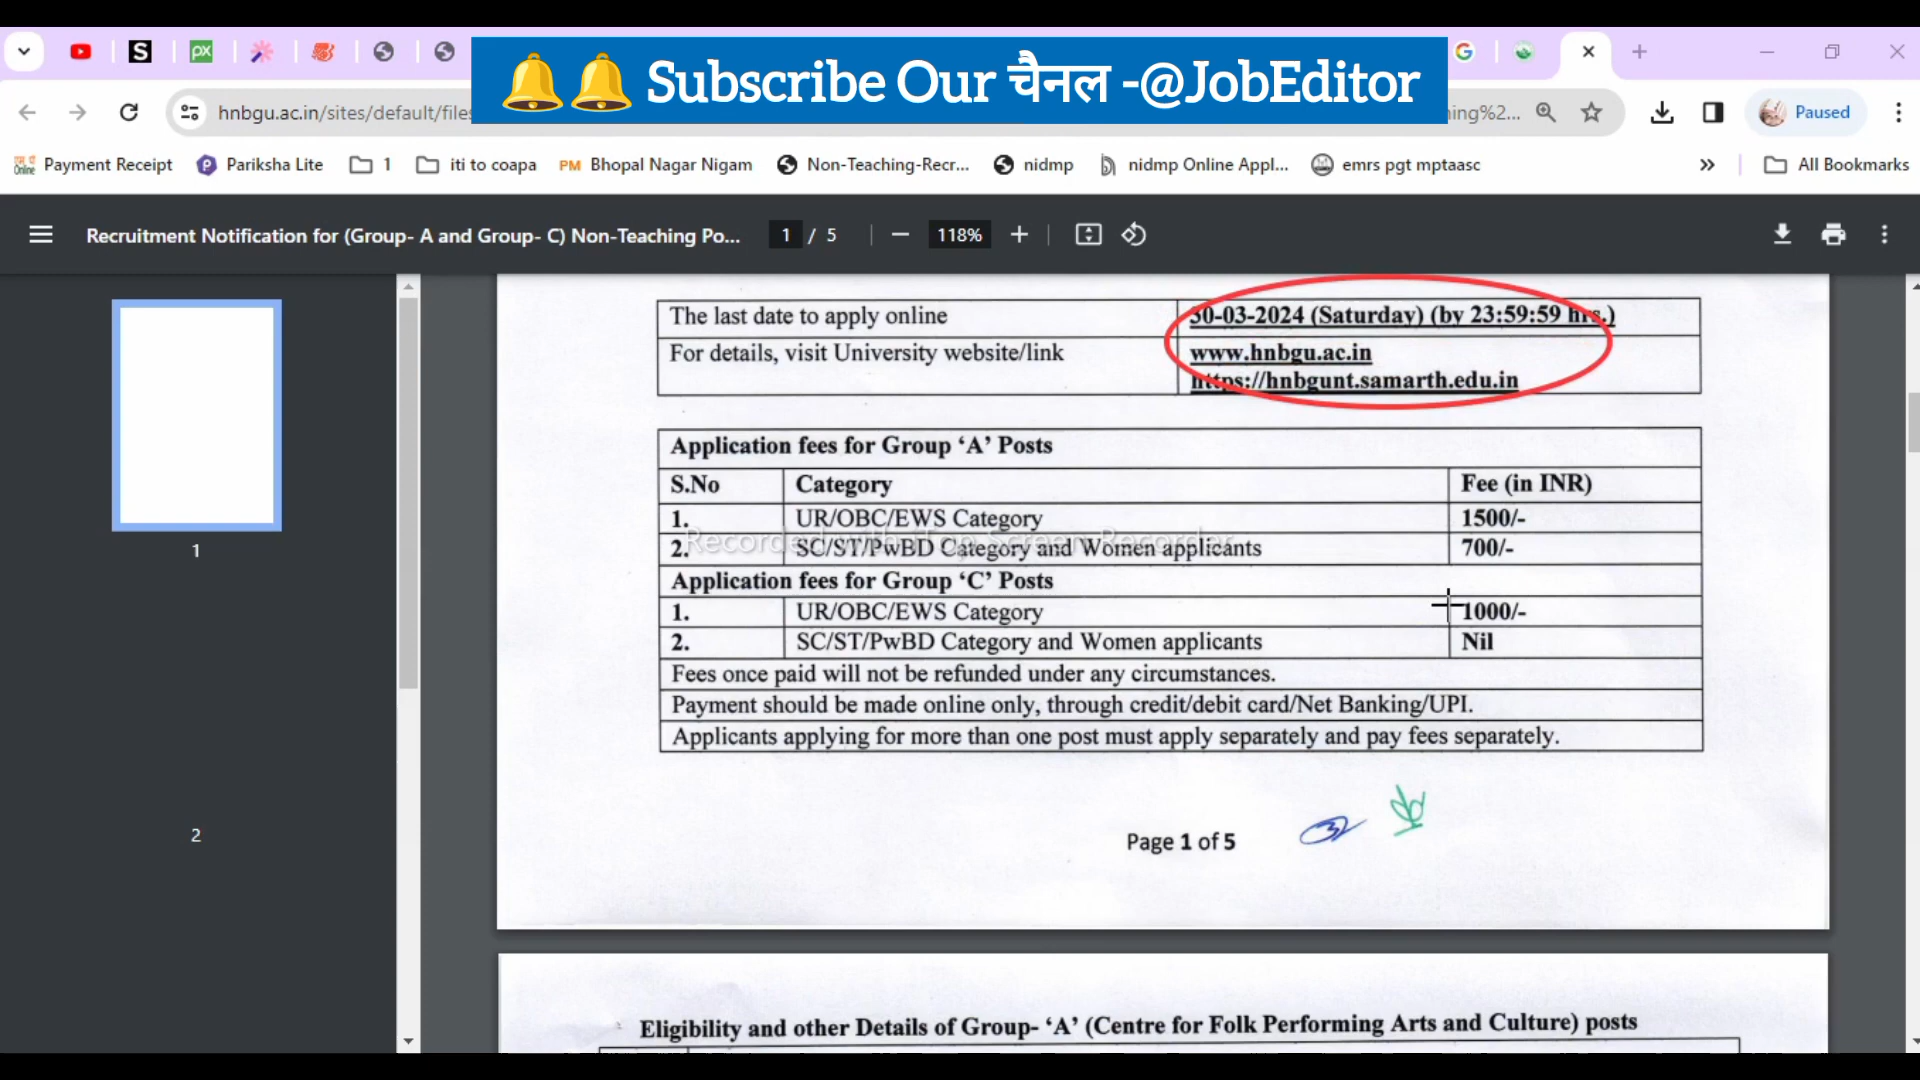 🔔🔔 Subscribe Our चैनल -@JobEditor
hnbgu.ac.in/sites/default/files
ing%2...
Paused
Payment Receipt
Pariksha Lite
1
iti to coapa
PM Bhopal Nagar Nigam
Non-Teaching-Recr...
nidmp
nidmp Online Appl...
emrs pgt mptaasc
All Bookmarks
Recruitment Notification for (Group- A and Group- C) Non-Teaching Po...
1 / 5
118%
1
2
The last date to apply online 30-03-2024 (Saturday) (by 23:59:59 hrs.)
For details, visit University website/link www.hnbgu.ac.in
https://hnbgunt.samarth.edu.in
Application fees for Group ‘A’ Posts
S.No Category Fee (in INR)
1. UR/OBC/EWS Category 1500/-
Recorded with iTop Screen Recorder
2. SC/ST/PwBD Category and Women applicants 700/-
Application fees for Group ‘C’ Posts
1. UR/OBC/EWS Category 1000/-
2. SC/ST/PwBD Category and Women applicants Nil
Fees once paid will not be refunded under any circumstances.
Payment should be made online only, through credit/debit card/Net Banking/UPI.
Applicants applying for more than one post must apply separately and pay fees separately.
Page 1 of 5
Eligibility and other Details of Group- ‘A’ (Centre for Folk Performing Arts and Culture) posts